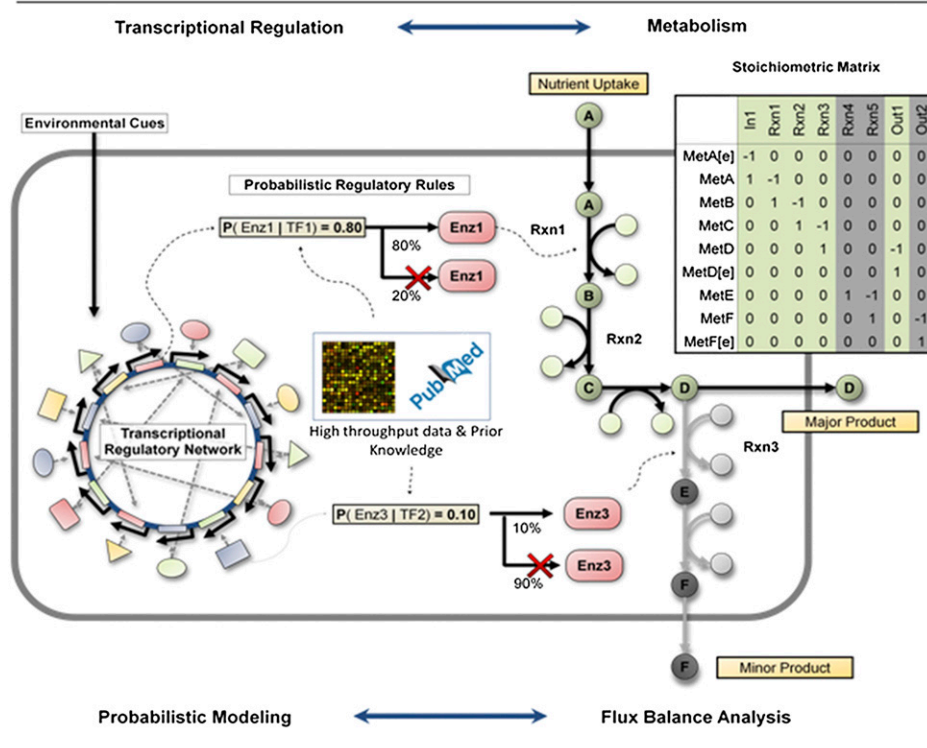 Transcriptional Regulation
Metabolism
Stoichiometric Matrix
Nutrient Uptake
In1 Rxn1 Rxn2 Rxn3 Rxn4 Rxn5 Out1 Out2
MetA[e] -1 0 0 0 0 0 0 0
MetA 1 -1 0 0 0 0 0 0
MetB 0 1 -1 0 0 0 0 0
MetC 0 0 1 -1 0 0 0 0
MetD 0 0 0 1 0 0 -1 0
MetD[e] 0 0 0 0 0 0 1 0
MetE 0 0 0 0 1 -1 0 0
MetF 0 0 0 0 0 1 0 -1
MetF[e] 0 0 0 0 0 0 0 1
Environmental Cues
A
Probabilistic Regulatory Rules
A
P( Enz1 | TF1) = 0.80
Enz1
Rxn1
80%
Enz1
20%
B
Rxn2
PubMed
C
D
D
Major Product
High throughput data & Prior
Knowledge
Transcriptional
Regulatory Network
Rxn3
E
P( Enz3 | TF2) = 0.10
Enz3
10%
Enz3
90%
F
F
Minor Product
Probabilistic Modeling
Flux Balance Analysis